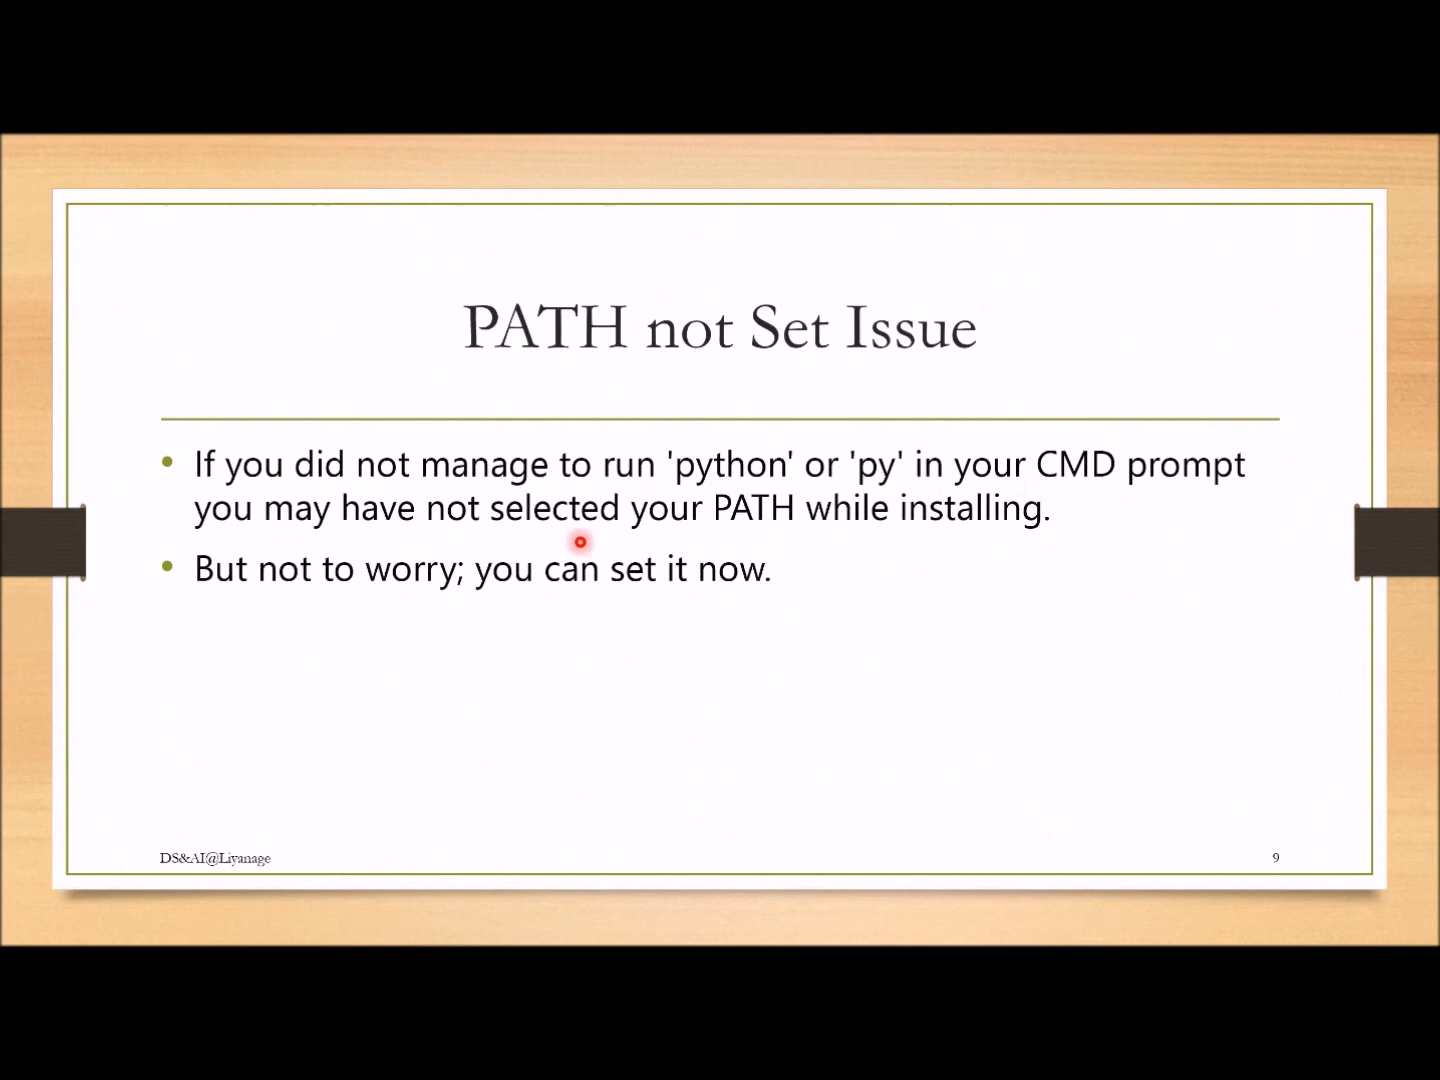 PATH not Set Issue
• If you did not manage to run 'python' or 'py' in your CMD prompt
you may have not selected your PATH while installing.
• But not to worry; you can set it now.
DS&AI@Liyanage
9